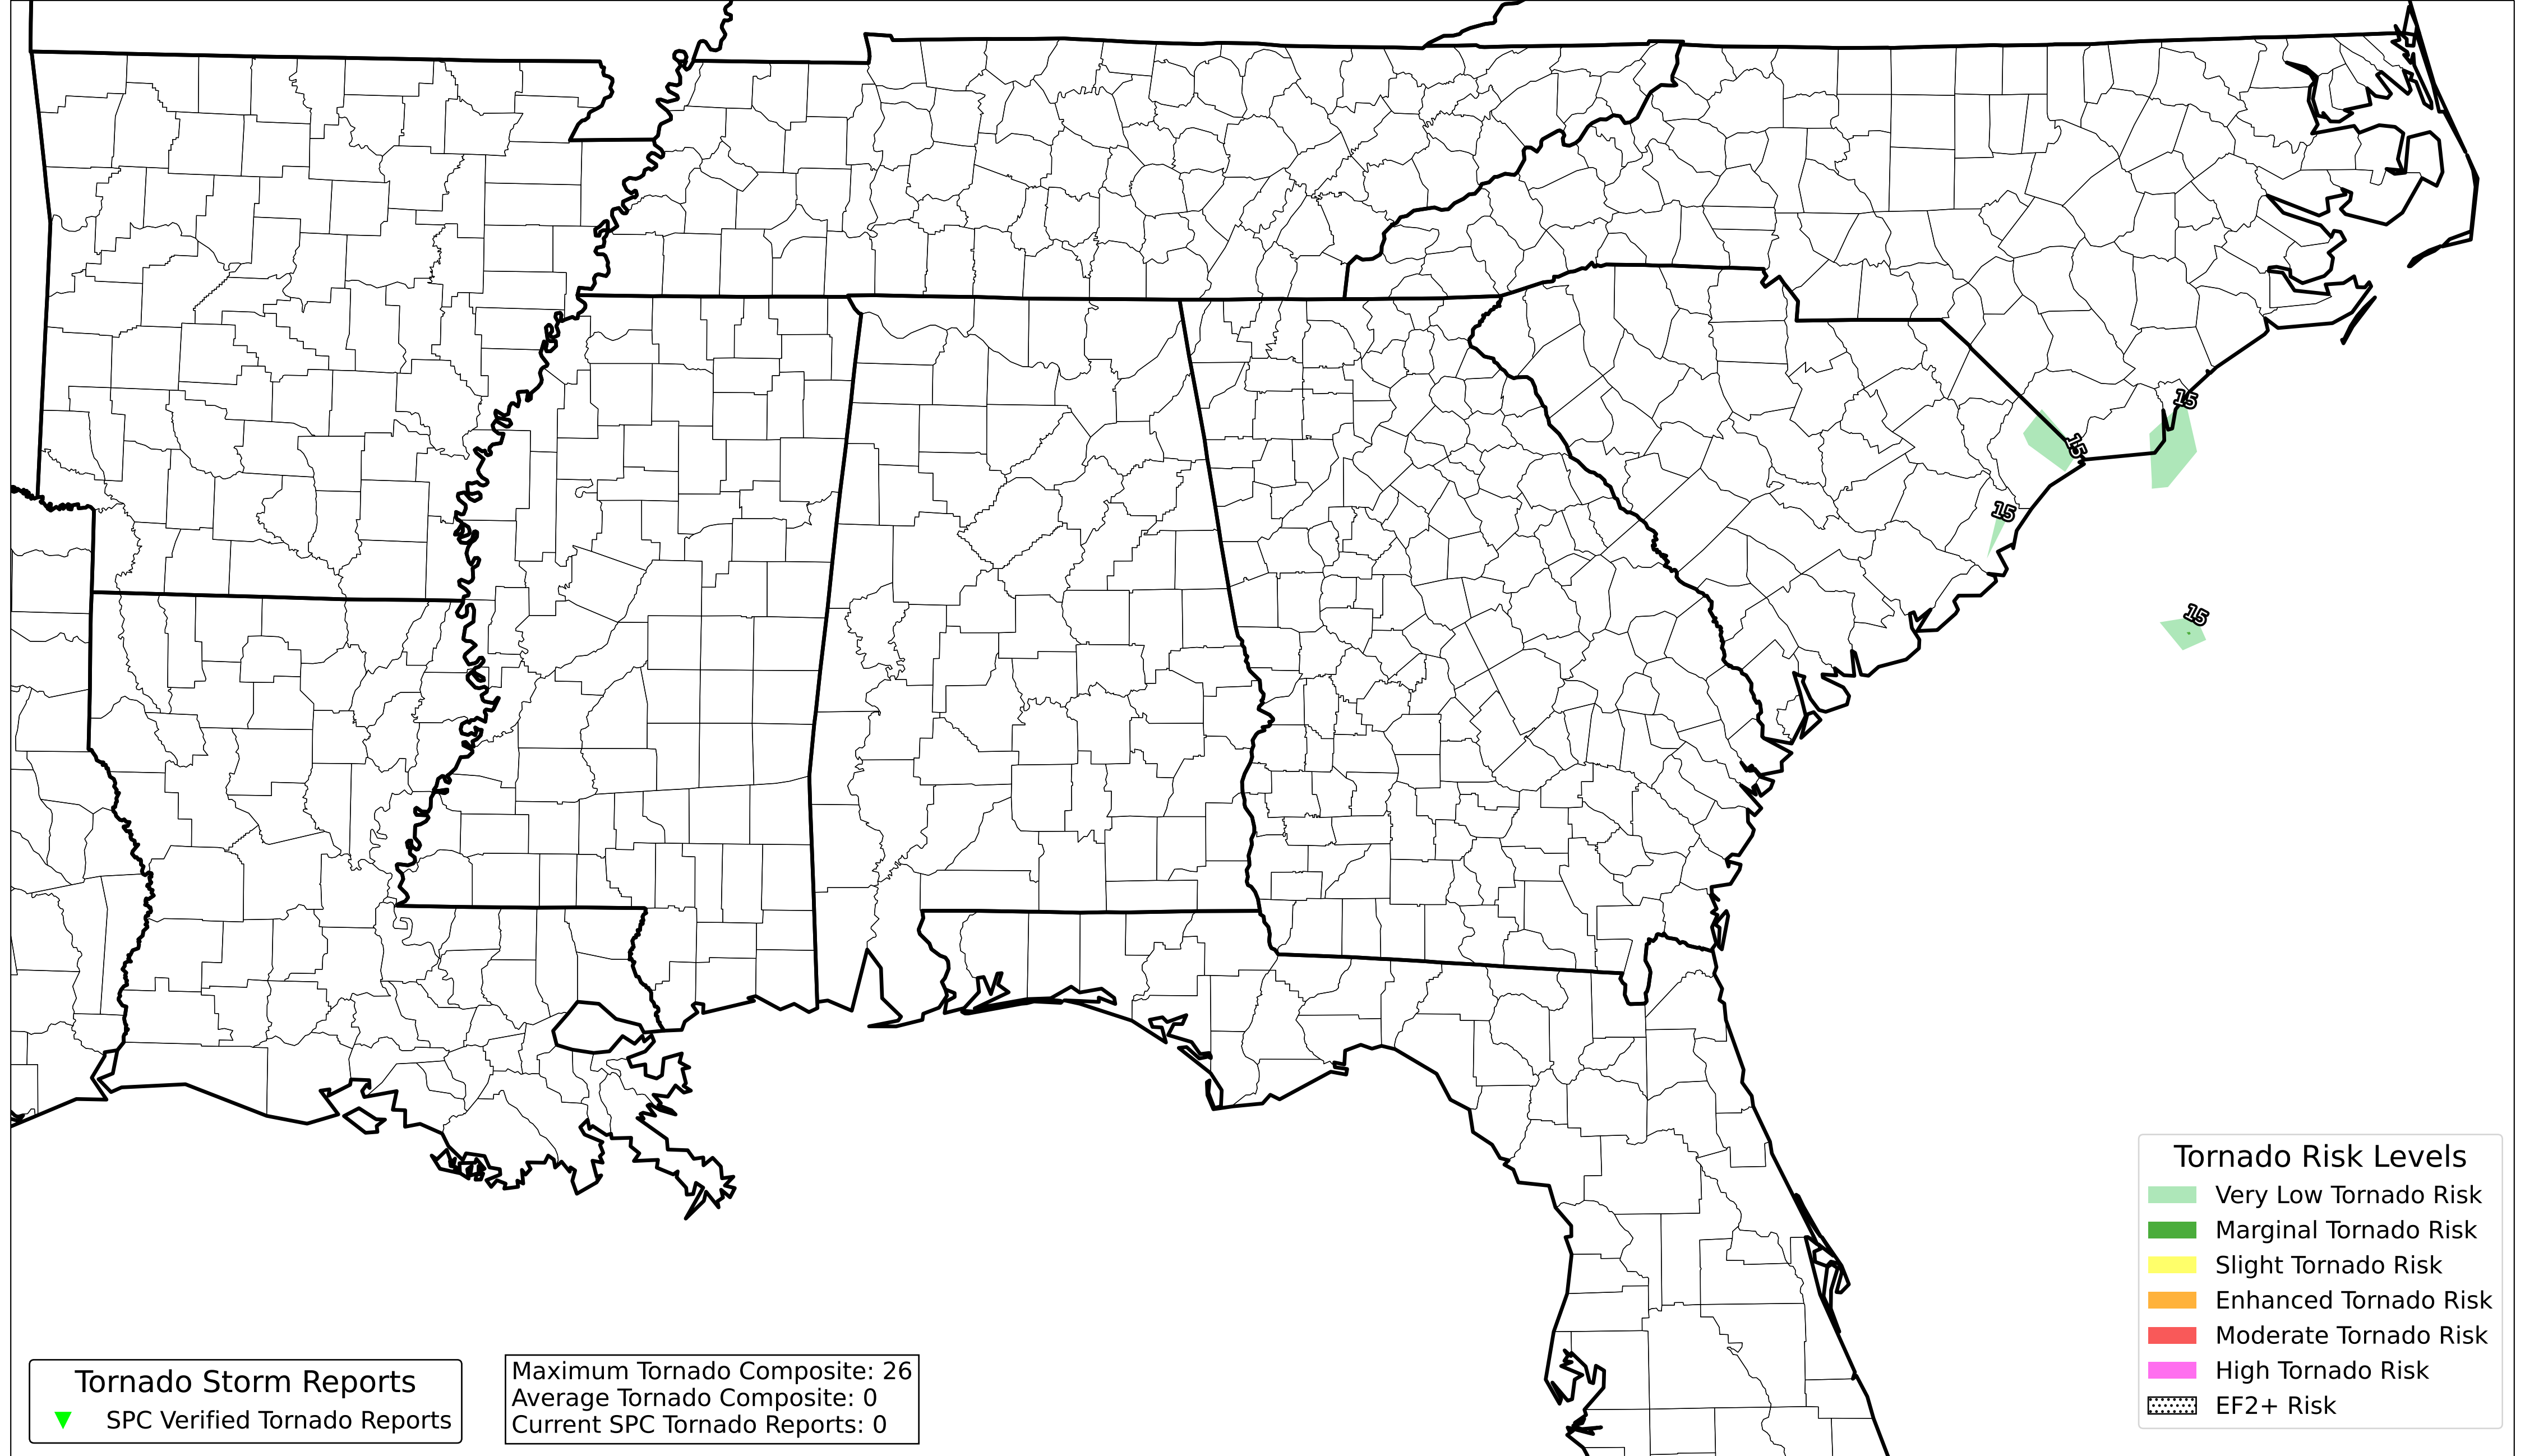 15
15
15
15
Tornado Risk Levels
Very Low Tornado Risk
Marginal Tornado Risk
Slight Tornado Risk
Enhanced Tornado Risk
Moderate Tornado Risk
High Tornado Risk
EF2+ Risk
Tornado Storm Reports
SPC Verified Tornado Reports
Maximum Tornado Composite: 26
Average Tornado Composite: 0
Current SPC Tornado Reports: 0